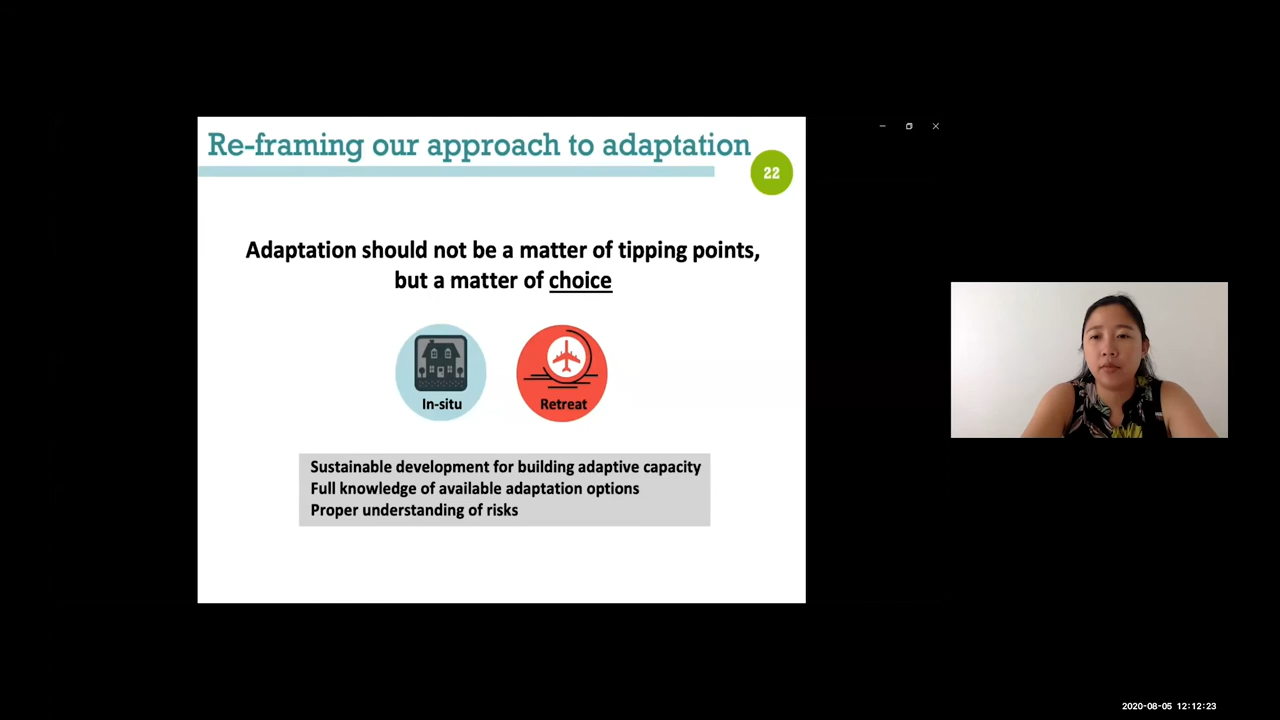 Re-framing our approach to adaptation
22
Adaptation should not be a matter of tipping points,
but a matter of choice
In-situ
Retreat
Sustainable development for building adaptive capacity
Full knowledge of available adaptation options
Proper understanding of risks
2020-08-05 12:12:23